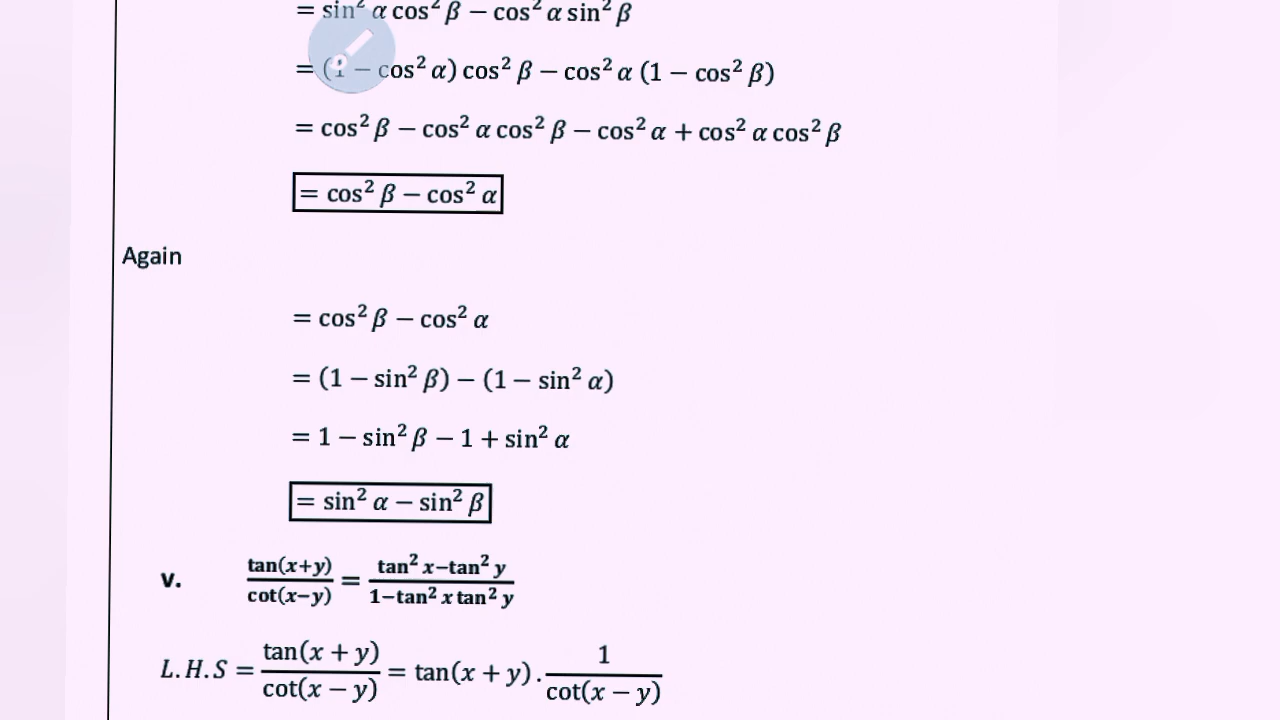 = sin² α cos² β − cos² α sin² β
= (1 − cos² α) cos² β − cos² α (1 − cos² β)
= cos² β − cos² α cos² β − cos² α + cos² α cos² β
= cos² β − cos² α
Again
= cos² β − cos² α
= (1 − sin² β) − (1 − sin² α)
= 1 − sin² β − 1 + sin² α
= sin² α − sin² β
v. tan(x+y)/cot(x−y) = tan² x−tan² y/1−tan² x tan² y
L.H.S = tan(x + y)/cot(x − y) = tan(x + y) . 1/cot(x − y)